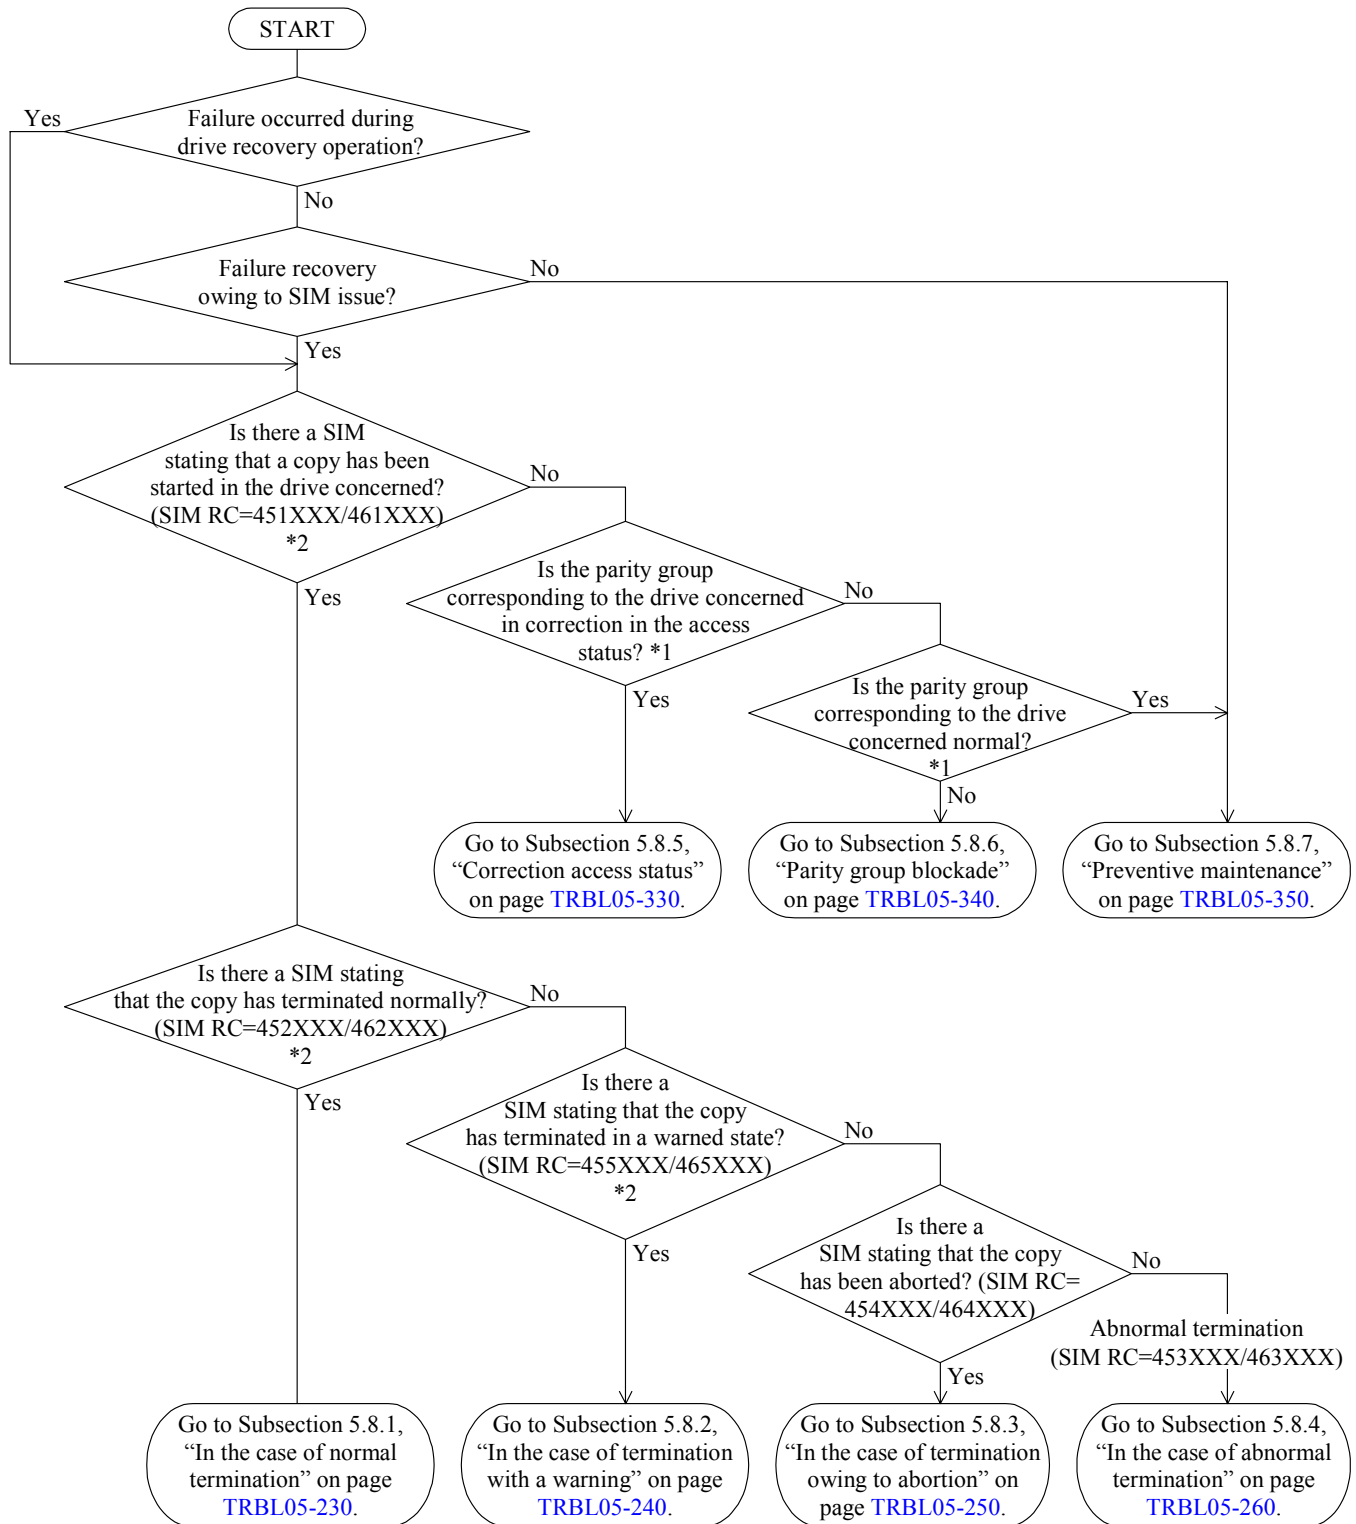 START
Failure occurred during
drive recovery operation?
Yes
No
Failure recovery
owing to SIM issue?
No
Yes
Is there a SIM
stating that a copy has been
started in the drive concerned?
(SIM RC=451XXX/461XXX)
*2
No
Yes
Is the parity group
corresponding to the drive concerned
in correction in the access
status? *1
No
Yes
Is the parity group
corresponding to the drive
concerned normal?
*1
Yes
No
Go to Subsection 5.8.5,
“Correction access status”
on page TRBL05-330.
Go to Subsection 5.8.6,
“Parity group blockade”
on page TRBL05-340.
Go to Subsection 5.8.7,
“Preventive maintenance”
on page TRBL05-350.
Is there a SIM stating
that the copy has terminated normally?
(SIM RC=452XXX/462XXX)
*2
No
Yes
Is there a
SIM stating that the copy
has terminated in a warned state?
(SIM RC=455XXX/465XXX)
*2
No
Yes
Is there a
SIM stating that the copy
has been aborted? (SIM RC=
454XXX/464XXX)
No
Yes
Abnormal termination
(SIM RC=453XXX/463XXX)
Go to Subsection 5.8.1,
“In the case of normal
termination” on page
TRBL05-230.
Go to Subsection 5.8.2,
“In the case of termination
with a warning” on page
TRBL05-240.
Go to Subsection 5.8.3,
“In the case of termination
owing to abortion” on
page TRBL05-250.
Go to Subsection 5.8.4,
“In the case of abnormal
termination” on page
TRBL05-260.